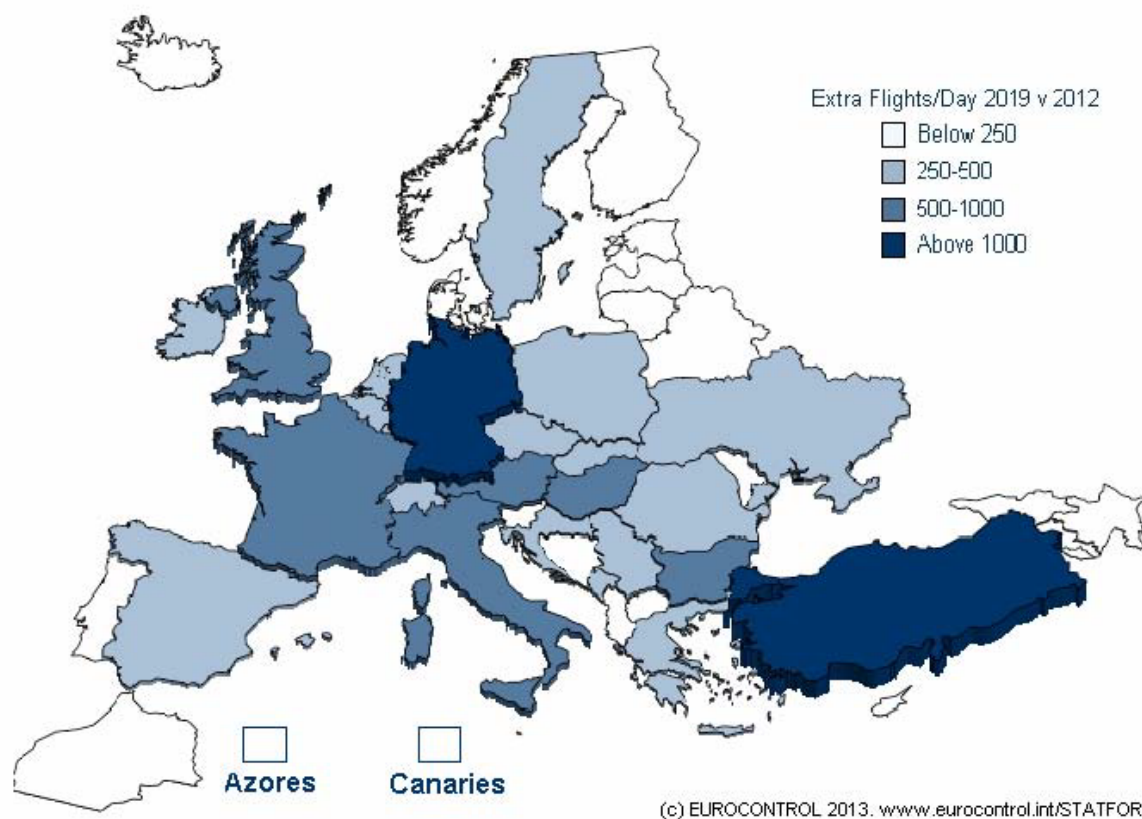 Extra Flights/Day 2019 v 2012
Below 250
250-500
500-1000
Above 1000
Azores
Canaries
(c) EUROCONTROL 2013. www.eurocontrol.int/STATFOR